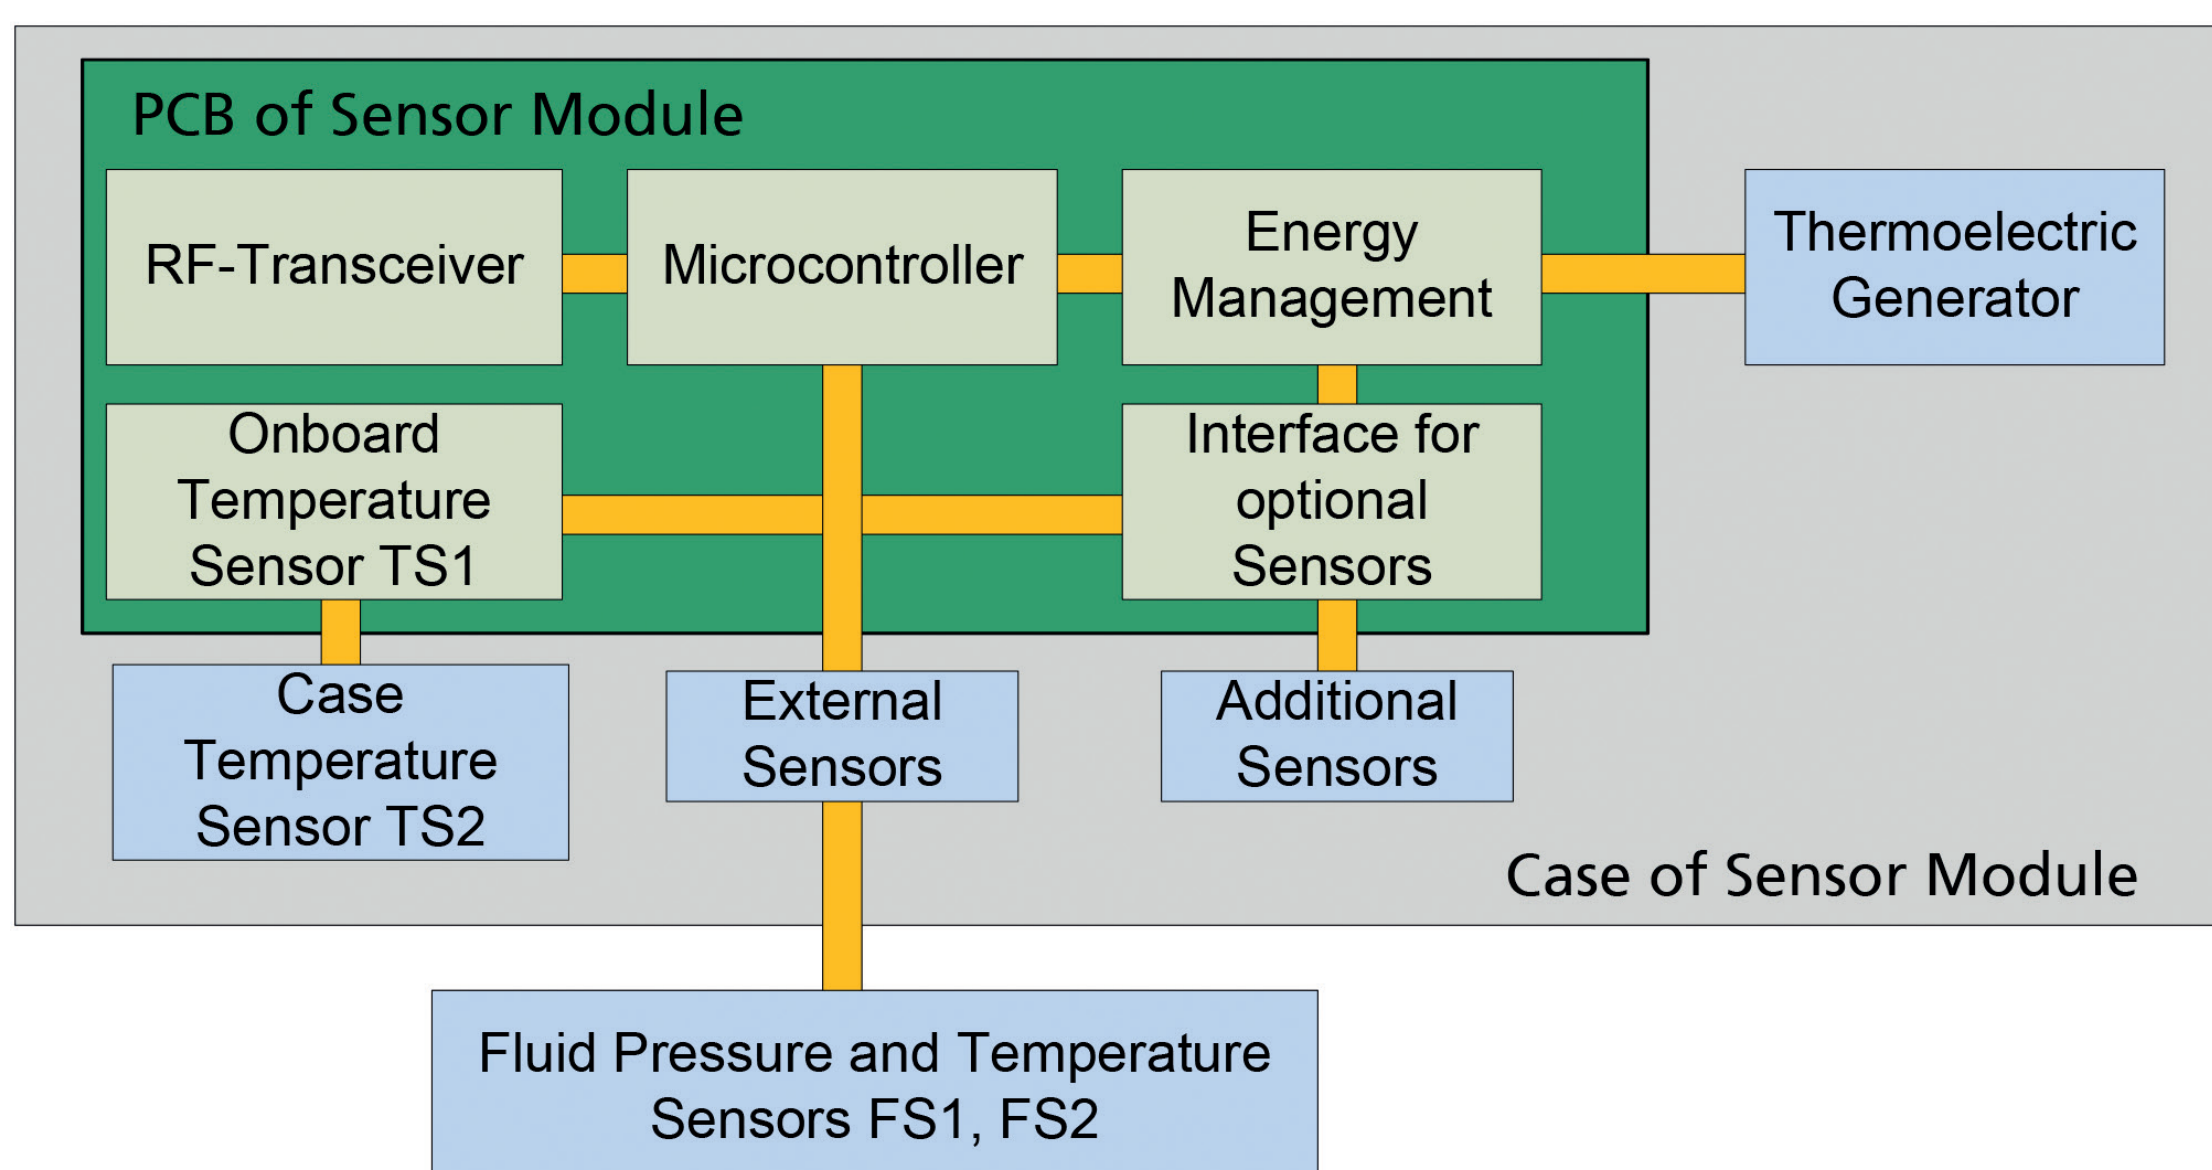 PCB of Sensor Module
RF-Transceiver
Microcontroller
Energy
Management
Thermoelectric
Generator
Onboard
Temperature
Sensor TS1
Interface for
optional
Sensors
Case
Temperature
Sensor TS2
External
Sensors
Additional
Sensors
Case of Sensor Module
Fluid Pressure and Temperature
Sensors FS1, FS2